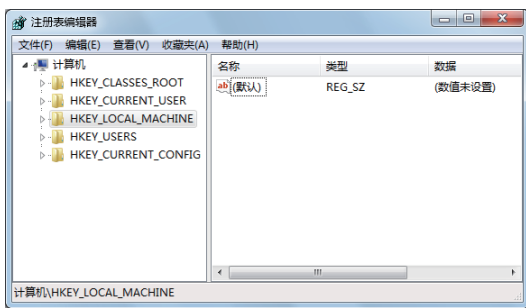 注册表编辑器
文件(F) 编辑(E) 查看(V) 收藏夹(A) 帮助(H)
计算机
HKEY_CLASSES_ROOT
HKEY_CURRENT_USER
HKEY_LOCAL_MACHINE
HKEY_USERS
HKEY_CURRENT_CONFIG
名称 类型 数据
ab (默认) REG_SZ (数值未设置)
计算机\HKEY_LOCAL_MACHINE